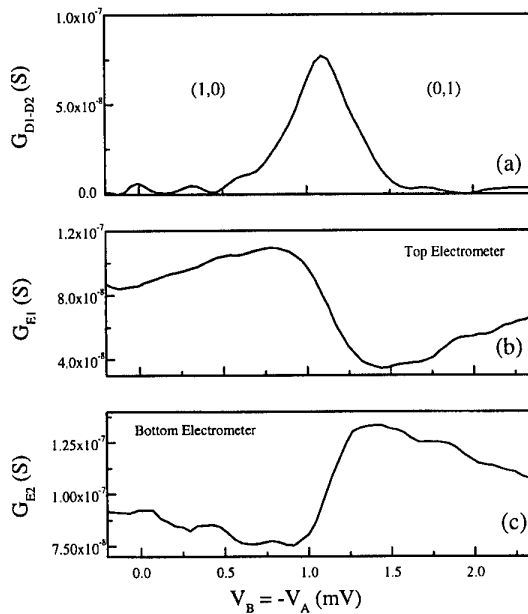 1.0x10⁻⁷
5.0x10⁻⁸
0.0
G_D1-D2 (S)
(1,0)
(0,1)
(a)
1.2x10⁻⁷
8.0x10⁻⁸
4.0x10⁻⁸
G_E1 (S)
Top Electrometer
(b)
1.25x10⁻⁷
1.00x10⁻⁷
7.50x10⁻⁸
G_E2 (S)
Bottom Electrometer
(c)
0.0 0.5 1.0 1.5 2.0
V_B = -V_A (mV)